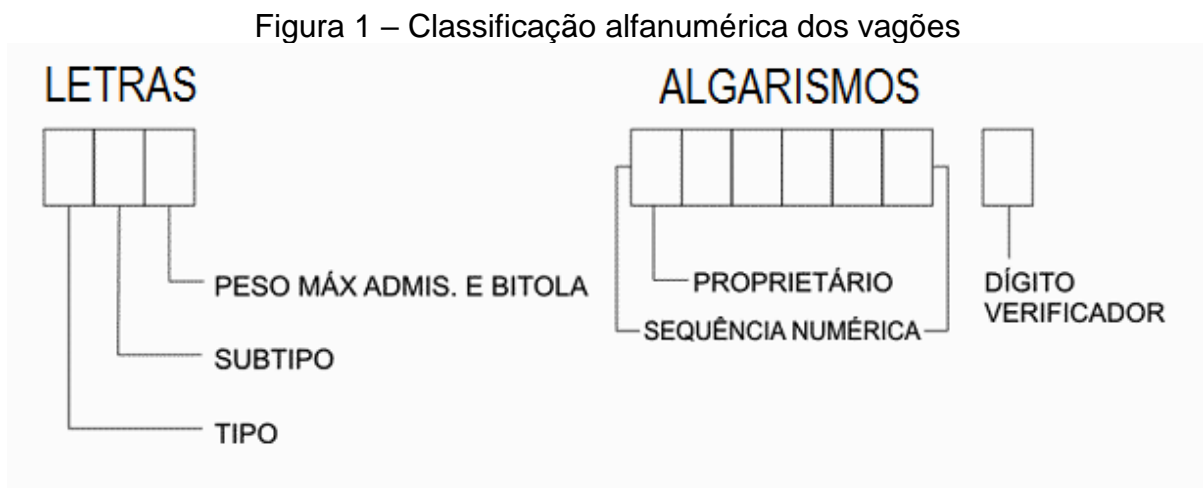 Figura 1 – Classificação alfanumérica dos vagões
LETRAS
ALGARISMOS
PESO MÁX ADMIS. E BITOLA
SUBTIPO
TIPO
PROPRIETÁRIO
SEQUÊNCIA NUMÉRICA
DÍGITO
VERIFICADOR